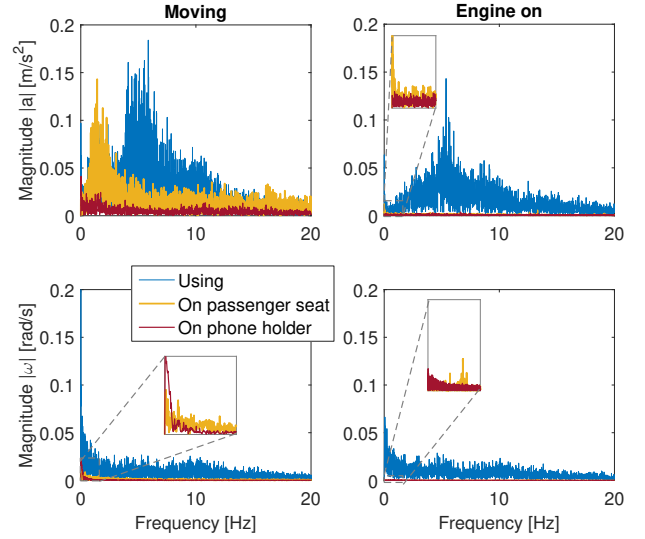 Moving
Engine on
Magnitude |a| [m/s²]
0.2
0.15
0.1
0.05
0
0 10 20
0.2
0.15
0.1
0.05
0
0 10 20
Using
On passenger seat
On phone holder
Magnitude |ω| [rad/s]
0.2
0.15
0.1
0.05
0
0 10 20
Frequency [Hz]
0.2
0.15
0.1
0.05
0
0 10 20
Frequency [Hz]